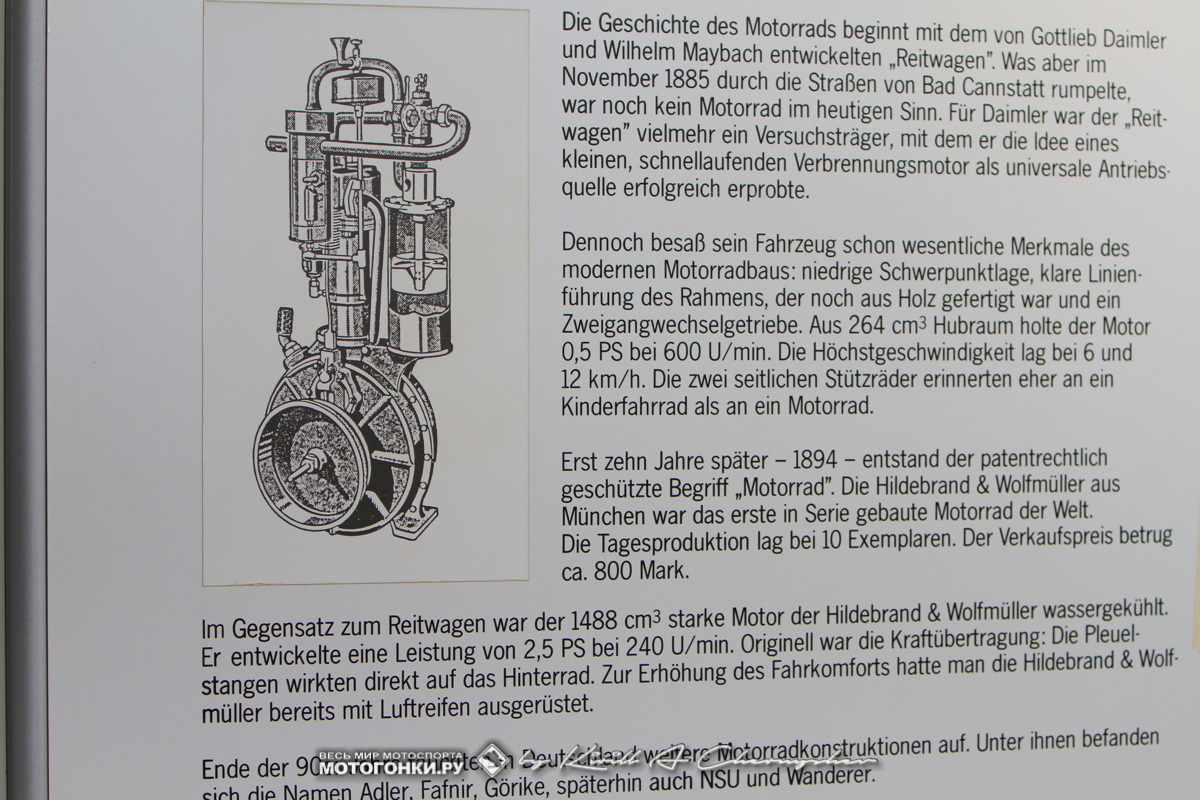 Die Geschichte des Motorrads beginnt mit dem von Gottlieb Daimler
und Wilhelm Maybach entwickelten „Reitwagen”. Was aber im
November 1885 durch die Straßen von Bad Cannstatt rumpelte,
war noch kein Motorrad im heutigen Sinn. Für Daimler war der „Reit-
wagen” vielmehr ein Versuchsträger, mit dem er die Idee eines
kleinen, schnellaufenden Verbrennungsmotor als universale Antriebs-
quelle erfolgreich erprobte.
Dennoch besaß sein Fahrzeug schon wesentliche Merkmale des
modernen Motorradbaus: niedrige Schwerpunktlage, klare Linien-
führung des Rahmens, der noch aus Holz gefertigt war und ein
Zweigangwechselgetriebe. Aus 264 cm³ Hubraum holte der Motor
0,5 PS bei 600 U/min. Die Höchstgeschwindigkeit lag bei 6 und
12 km/h. Die zwei seitlichen Stützräder erinnerten eher an ein
Kinderfahrrad als an ein Motorrad.
Erst zehn Jahre später – 1894 – entstand der patentrechtlich
geschützte Begriff „Motorrad”. Die Hildebrand & Wolfmüller aus
München war das erste in Serie gebaute Motorrad der Welt.
Die Tagesproduktion lag bei 10 Exemplaren. Der Verkaufspreis betrug
ca. 800 Mark.
Im Gegensatz zum Reitwagen war der 1488 cm³ starke Motor der Hildebrand & Wolfmüller wassergekühlt.
Er entwickelte eine Leistung von 2,5 PS bei 240 U/min. Originell war die Kraftübertragung: Die Pleuel-
stangen wirkten direkt auf das Hinterrad. Zur Erhöhung des Fahrkomforts hatte man die Hildebrand & Wolf-
müller bereits mit Luftreifen ausgerüstet.
Ende der 90 Deutschland weitere Motorradkonstruktionen auf. Unter ihnen befanden
sich die Namen Adler, Fafnir, Görike, späterhin auch NSU und Wanderer.
ВЕСЬ МИР МОТОСПОРТА
МОТОГОНКИ.РУ
by